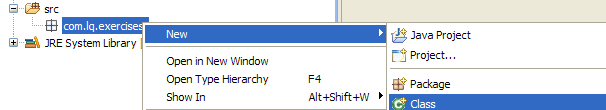 src
com.lq.exercises
JRE System Library
New
Open in New Window
Open Type Hierarchy F4
Show In Alt+Shift+W
Java Project
Project...
Package
Class